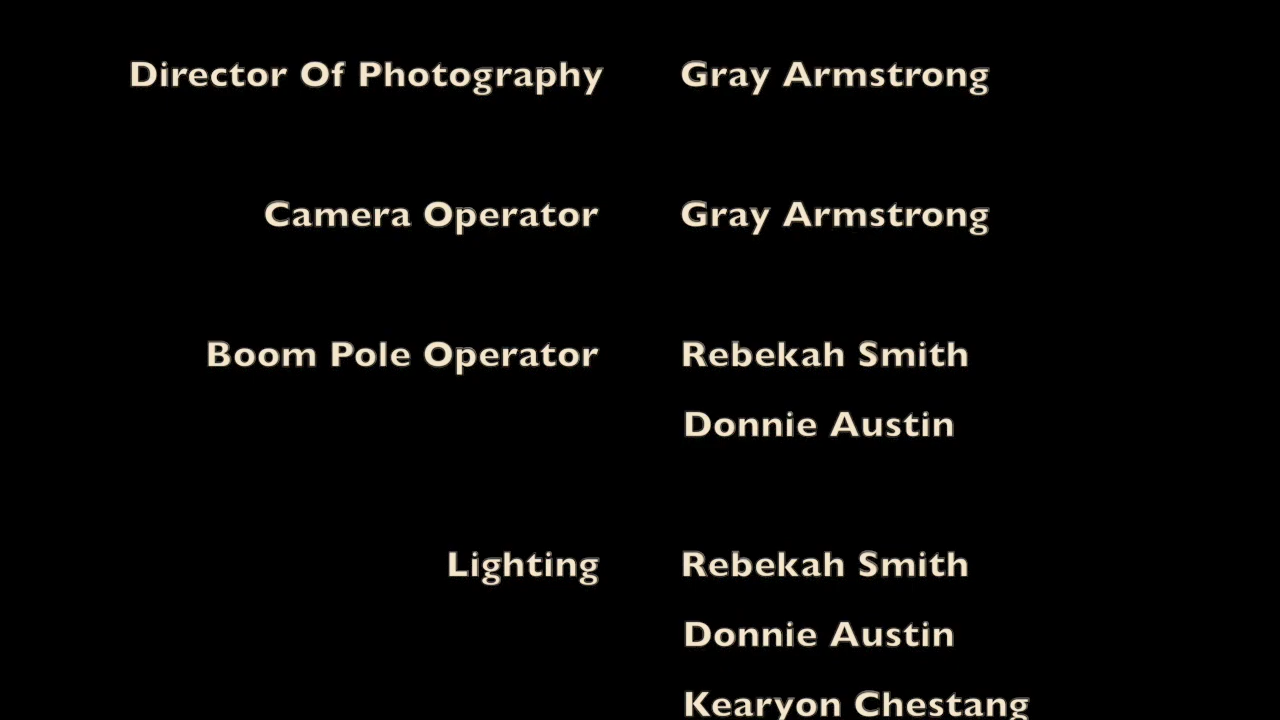 Director Of Photography Gray Armstrong
Camera Operator Gray Armstrong
Boom Pole Operator Rebekah Smith
Donnie Austin
Lighting Rebekah Smith
Donnie Austin
Kearyon Chestang